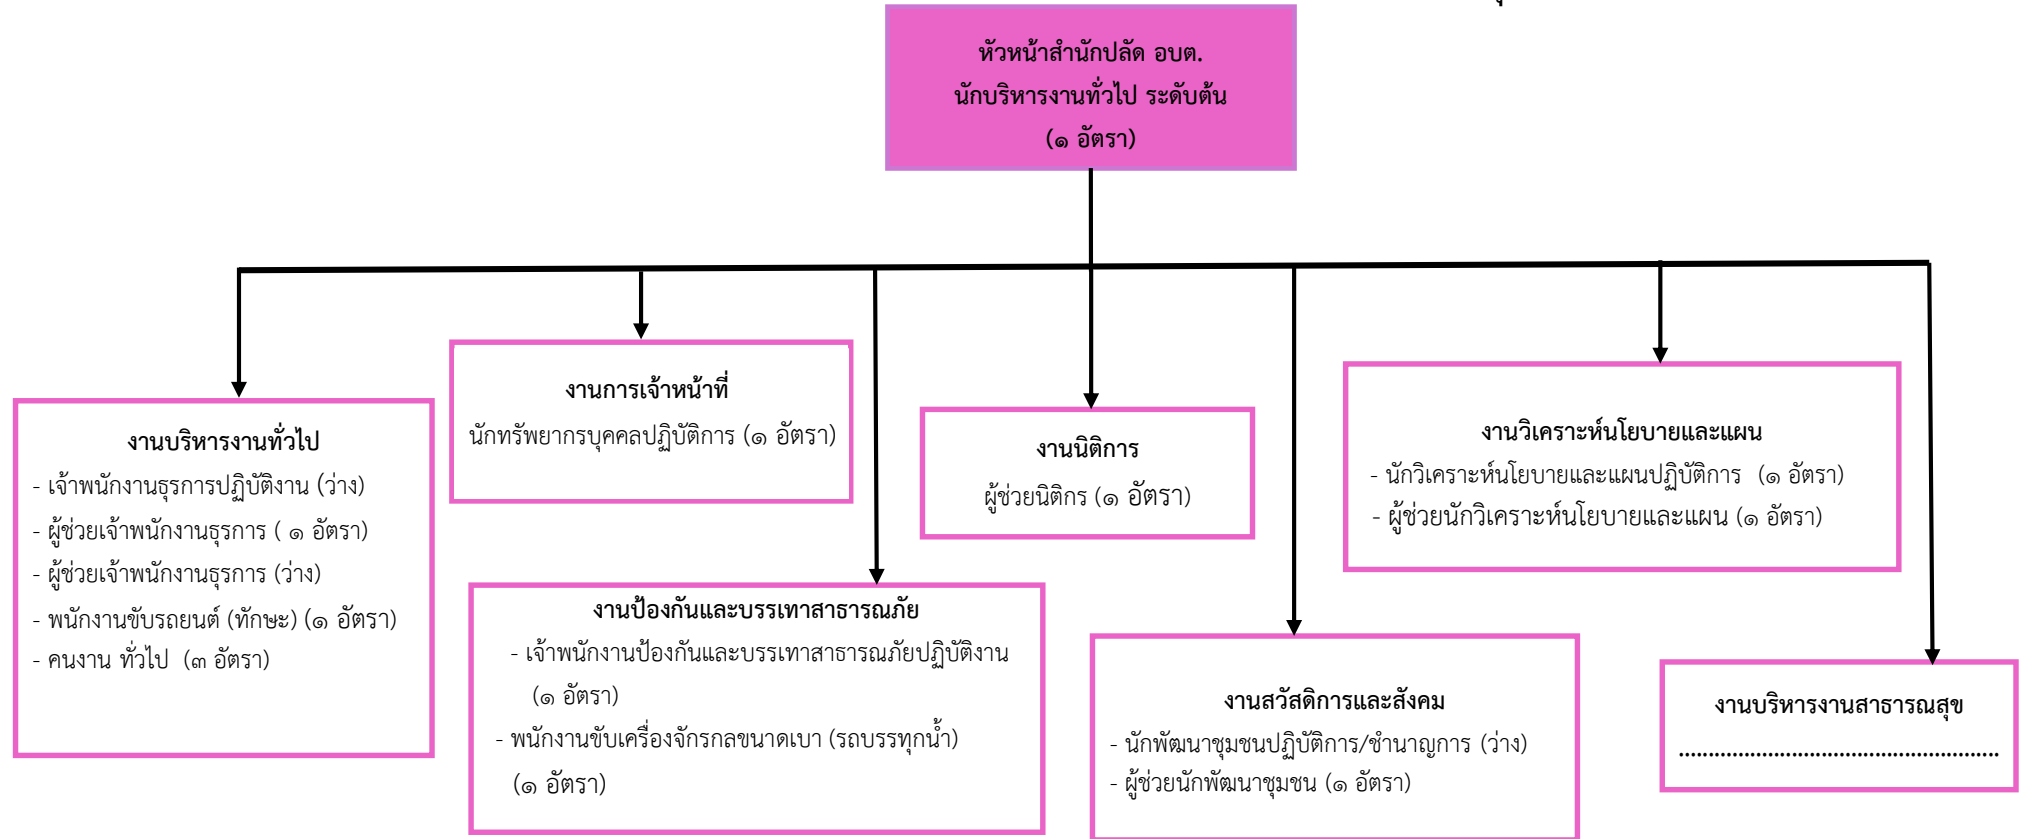 หัวหน้าสำนักปลัด อบต.
นักบริหารงานทั่วไป ระดับต้น
(๑ อัตรา)
งานบริหารงานทั่วไป
- เจ้าพนักงานธุรการปฏิบัติงาน (ว่าง)
- ผู้ช่วยเจ้าพนักงานธุรการ ( ๑ อัตรา)
- ผู้ช่วยเจ้าพนักงานธุรการ (ว่าง)
- พนักงานขับรถยนต์ (ทักษะ) (๑ อัตรา)
- คนงาน ทั่วไป (๓ อัตรา)
งานการเจ้าหน้าที่
นักทรัพยากรบุคคลปฏิบัติการ (๑ อัตรา)
งานป้องกันและบรรเทาสาธารณภัย
- เจ้าพนักงานป้องกันและบรรเทาสาธารณภัยปฏิบัติงาน
(๑ อัตรา)
- พนักงานขับเครื่องจักรกลขนาดเบา (รถบรรทุกน้ำ)
(๑ อัตรา)
งานนิติการ
ผู้ช่วยนิติกร (๑ อัตรา)
งานสวัสดิการและสังคม
- นักพัฒนาชุมชนปฏิบัติการ/ชำนาญการ (ว่าง)
- ผู้ช่วยนักพัฒนาชุมชน (๑ อัตรา)
งานวิเคราะห์นโยบายและแผน
- นักวิเคราะห์นโยบายและแผนปฏิบัติการ (๑ อัตรา)
- ผู้ช่วยนักวิเคราะห์นโยบายและแผน (๑ อัตรา)
งานบริหารงานสาธารณสุข
......................................................